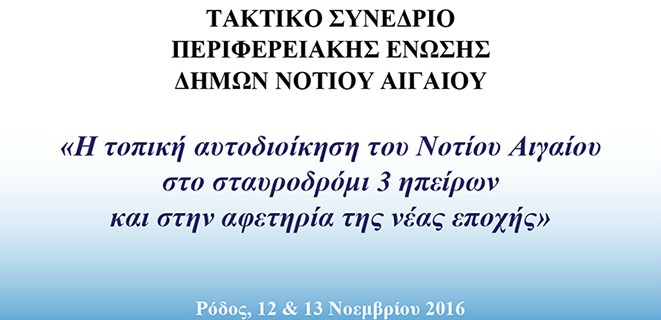 ΤΑΚΤΙΚΟ ΣΥΝΕΔΡΙΟ
ΠΕΡΙΦΕΡΕΙΑΚΗΣ ΕΝΩΣΗΣ
ΔΗΜΩΝ ΝΟΤΙΟΥ ΑΙΓΑΙΟΥ
«Η τοπική αυτοδιοίκηση του Νοτίου Αιγαίου
στο σταυροδρόμι 3 ηπείρων
και στην αφετηρία της νέας εποχής»
Ρόδος, 12 & 13 Νοεμβρίου 2016